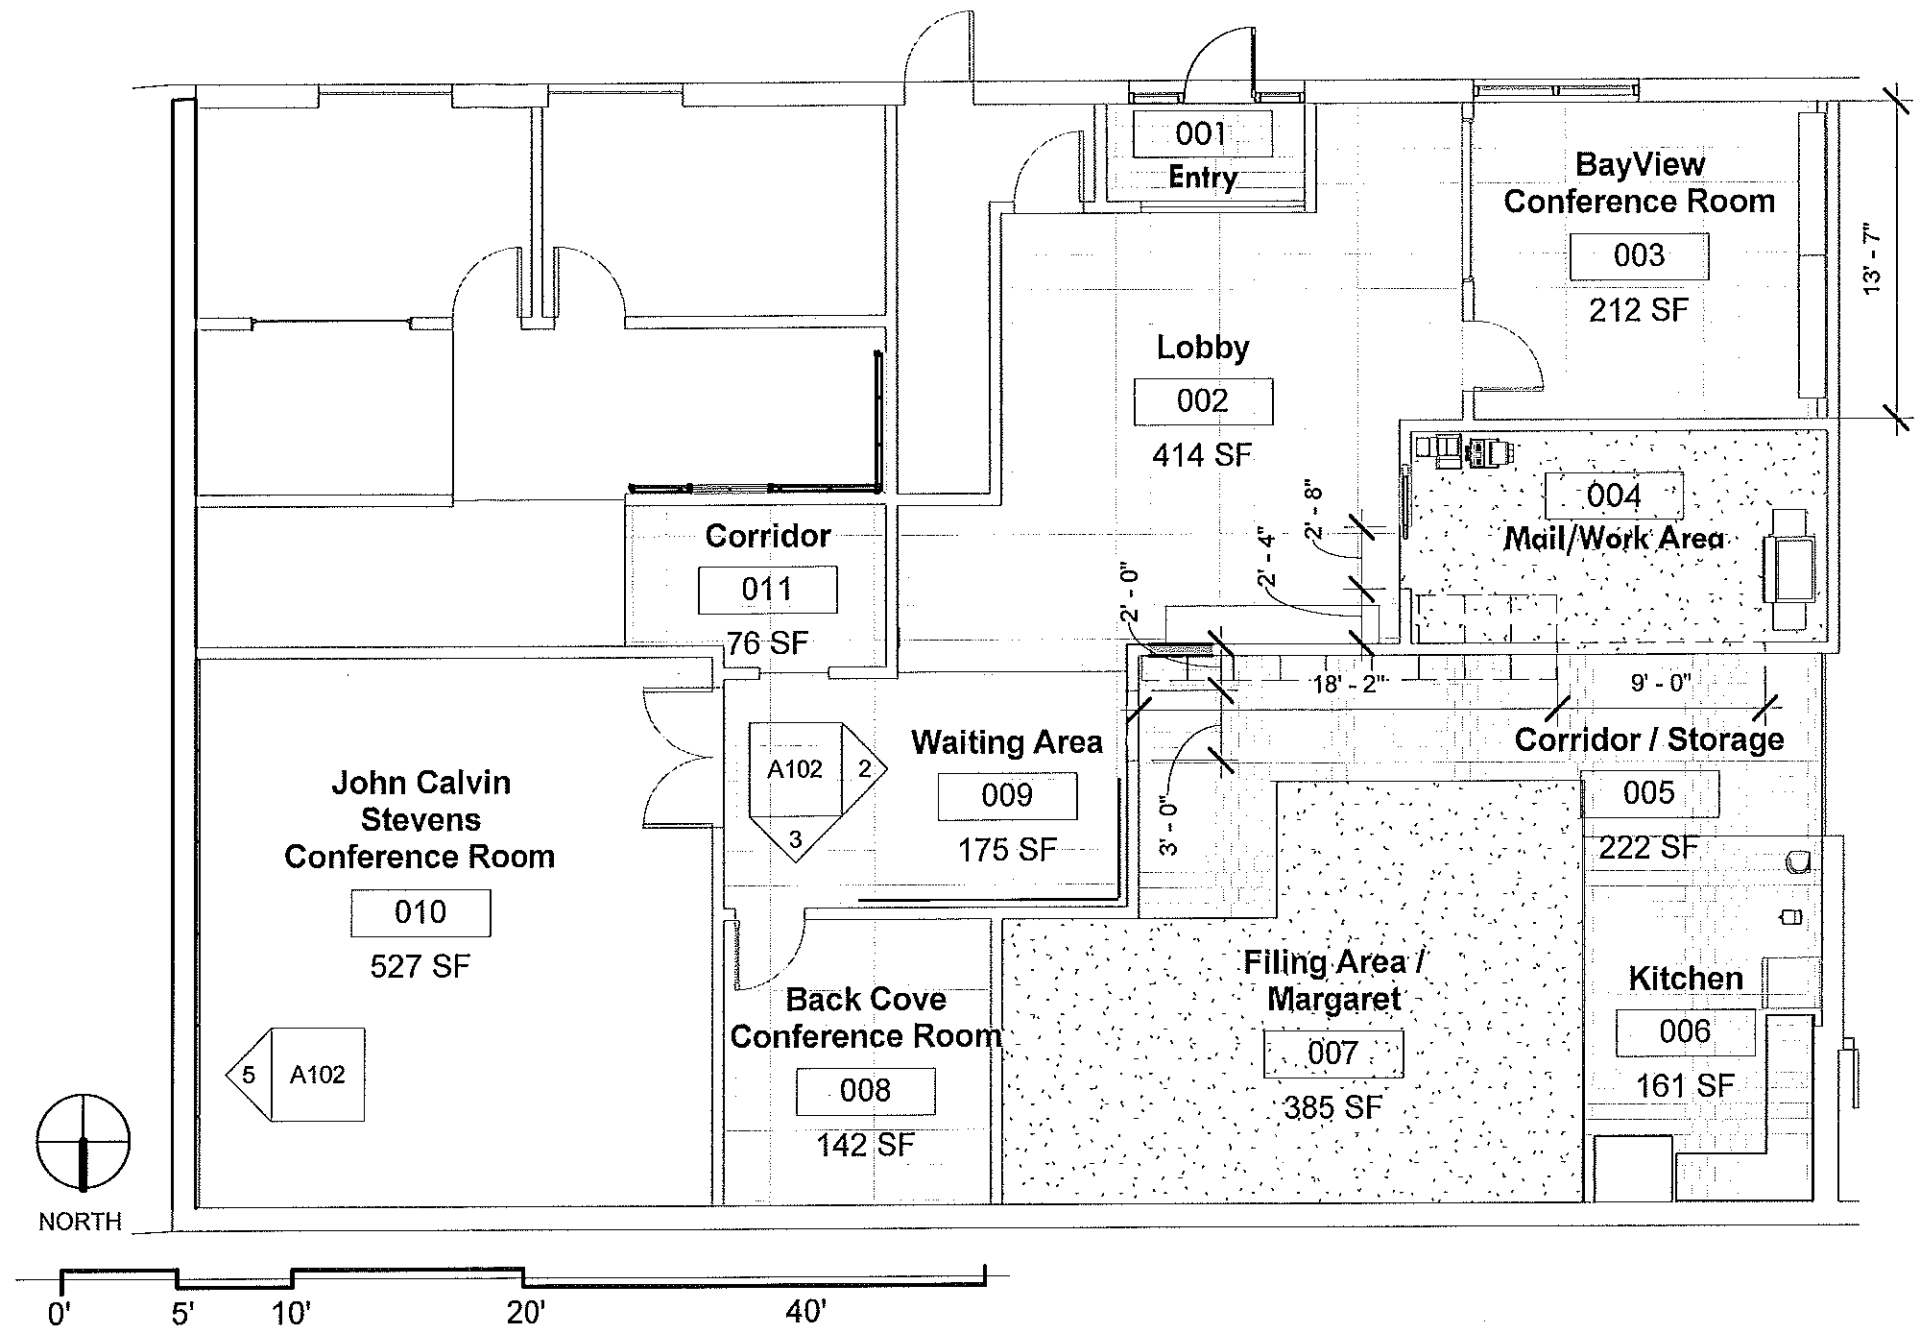 001
Entry
BayView
Conference Room
003
212 SF
13' - 7"
Lobby
002
414 SF
004
Mail/Work Area
2' - 8"
2' - 4"
2' - 0"
Corridor
011
76 SF
18' - 2"
9' - 0"
Corridor / Storage
005
222 SF
3' - 0"
Waiting Area
009
175 SF
A102
2
3
John Calvin
Stevens
Conference Room
010
527 SF
5
A102
Back Cove
Conference Room
008
142 SF
Filing Area /
Margaret
007
385 SF
Kitchen
006
161 SF
NORTH
0' 5' 10' 20' 40'